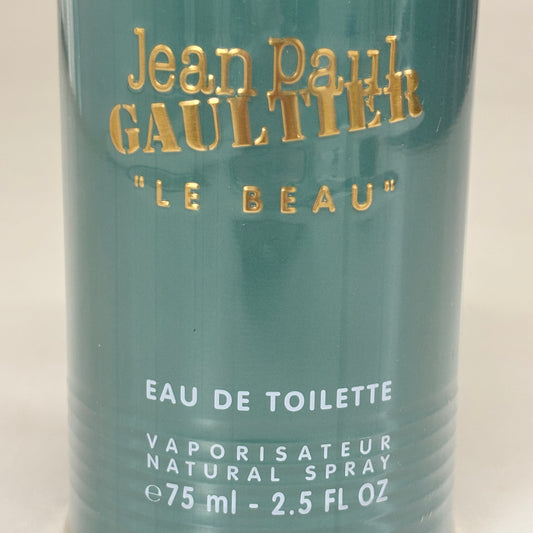 Jean Paul
GAULTIER
"LE BEAU"
EAU DE TOILETTE
VAPORISATEUR
NATURAL SPRAY
℮75 ml - 2.5 FL OZ